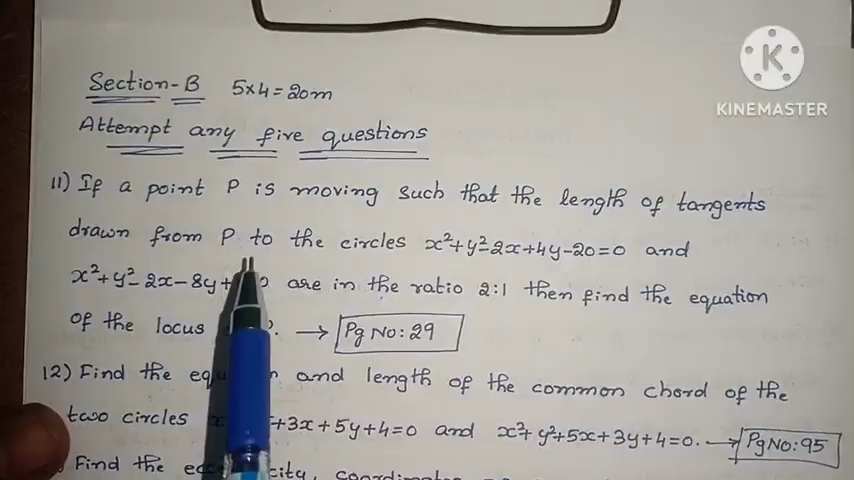 Section-B 5x4=20m
Attempt any five questions
11) If a point P is moving such that the length of tangents
drawn from P to the circles x²+y²-2x+4y-20=0 and
x²+y²-2x-8y+ are in the ratio 2:1 then find the equation
of the locus → Pg No: 29
12) Find the and length of the common chord of the
two circles +3x+5y+4=0 and x²+y²+5x+3y+4=0. → Pg No: 95
Find the
K
KINEMASTER